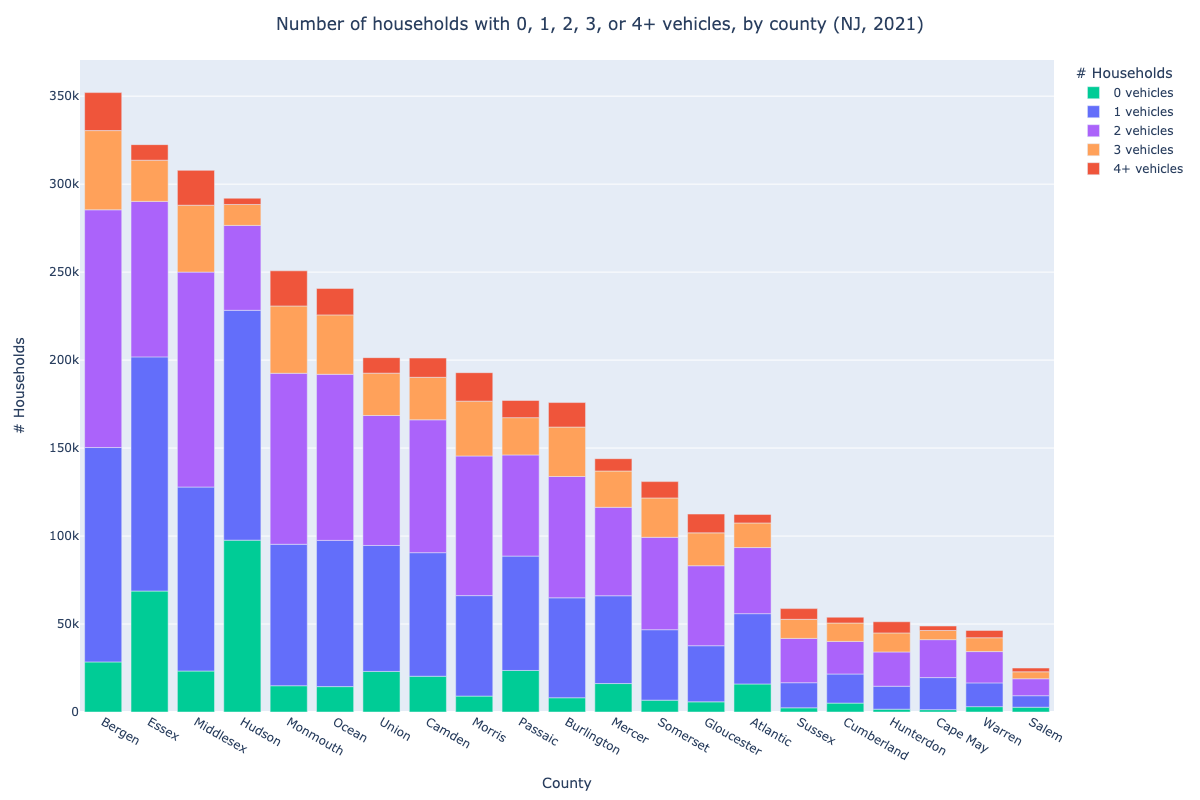 Number of households with 0, 1, 2, 3, or 4+ vehicles, by county (NJ, 2021)
# Households
0 vehicles
1 vehicles
2 vehicles
3 vehicles
4+ vehicles
350k
300k
250k
200k
150k
100k
50k
0
# Households
Bergen
Essex
Middlesex
Hudson
Monmouth
Ocean
Union
Camden
Morris
Passaic
Burlington
Mercer
Somerset
Gloucester
Atlantic
Sussex
Cumberland
Hunterdon
Cape May
Warren
Salem
County